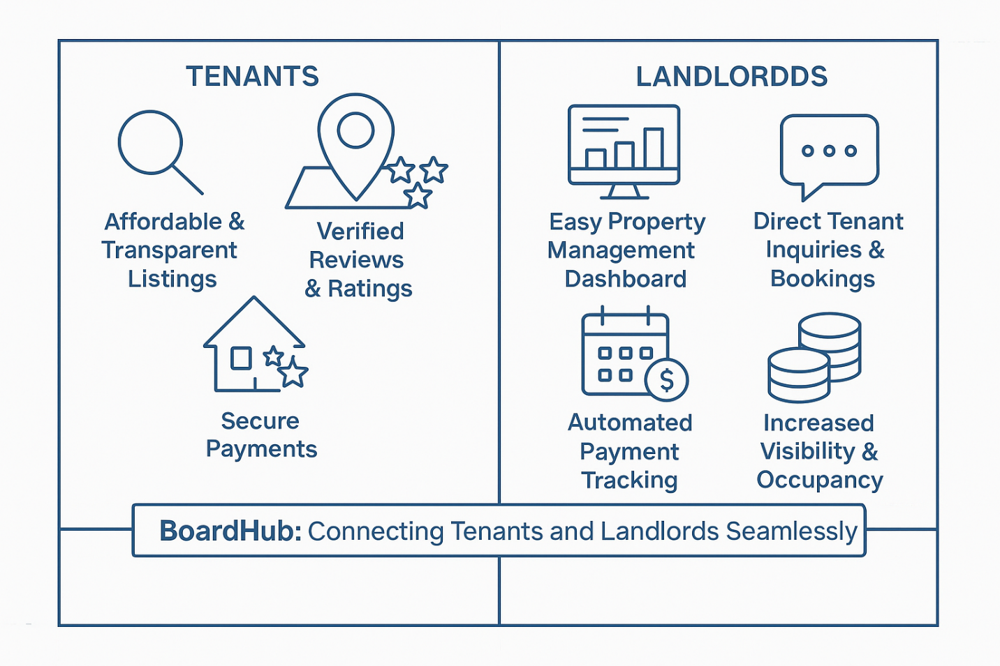 TENANTS
Affordable &
Transparent
Listings
Verified
Reviews
& Ratings
Secure
Payments
LANDLORDDS
Easy Property
Management
Dashboard
Direct Tenant
Inquiries &
Bookings
$
Automated
Payment
Tracking
Increased
Visibility &
Occupancy
BoardHub: Connecting Tenants and Landlords Seamlessly